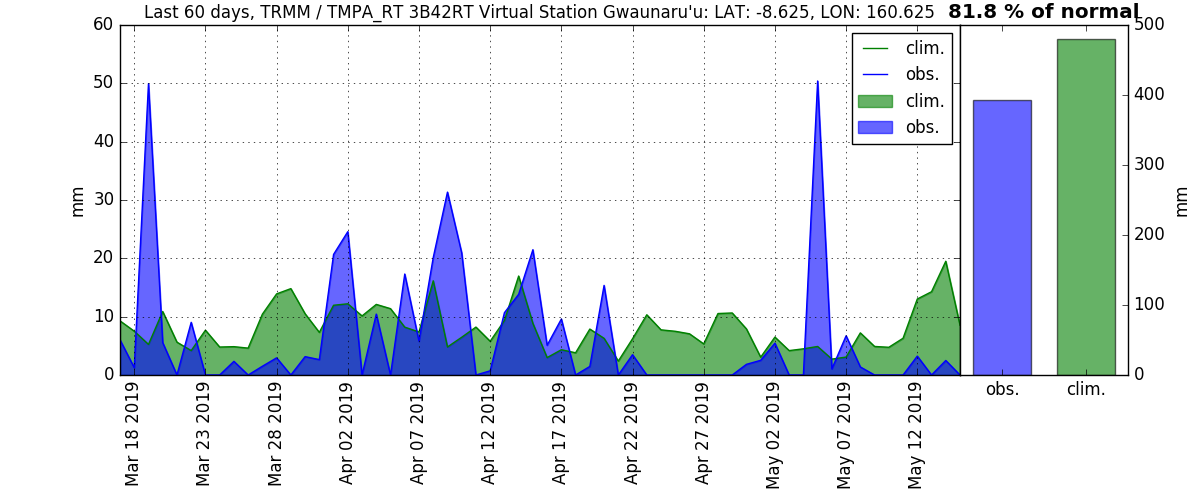 Last 60 days, TRMM / TMPA_RT 3B42RT Virtual Station Gwaunaru'u: LAT: -8.625, LON: 160.625
81.8 % of normal
60
50
40
30
20
10
0
mm
clim.
obs.
clim.
obs.
500
400
300
200
100
0
mm
obs.
clim.
Mar 18 2019
Mar 23 2019
Mar 28 2019
Apr 02 2019
Apr 07 2019
Apr 12 2019
Apr 17 2019
Apr 22 2019
Apr 27 2019
May 02 2019
May 07 2019
May 12 2019